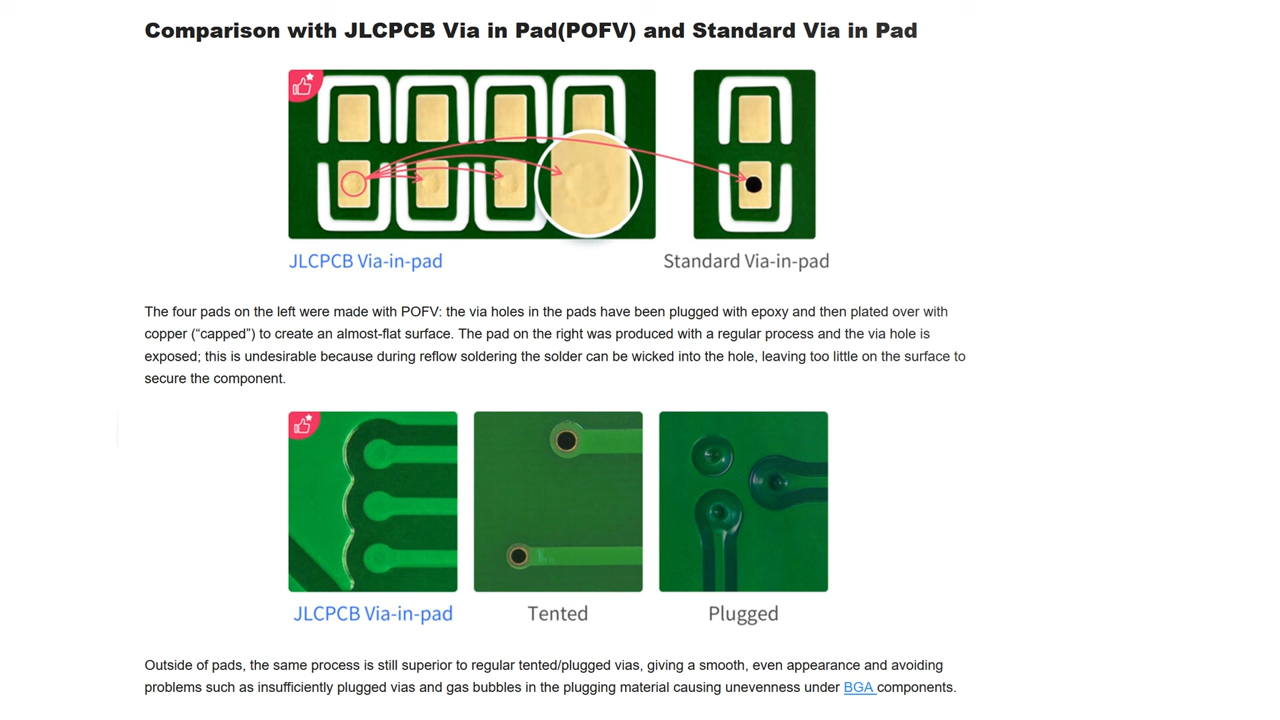 Comparison with JLCPCB Via in Pad(POFV) and Standard Via in Pad
JLCPCB Via-in-pad
Standard Via-in-pad
The four pads on the left were made with POFV: the via holes in the pads have been plugged with epoxy and then plated over with
copper (“capped”) to create an almost-flat surface. The pad on the right was produced with a regular process and the via hole is
exposed; this is undesirable because during reflow soldering the solder can be wicked into the hole, leaving too little on the surface to
secure the component.
JLCPCB Via-in-pad
Tented
Plugged
Outside of pads, the same process is still superior to regular tented/plugged vias, giving a smooth, even appearance and avoiding
problems such as insufficiently plugged vias and gas bubbles in the plugging material causing unevenness under BGA components.